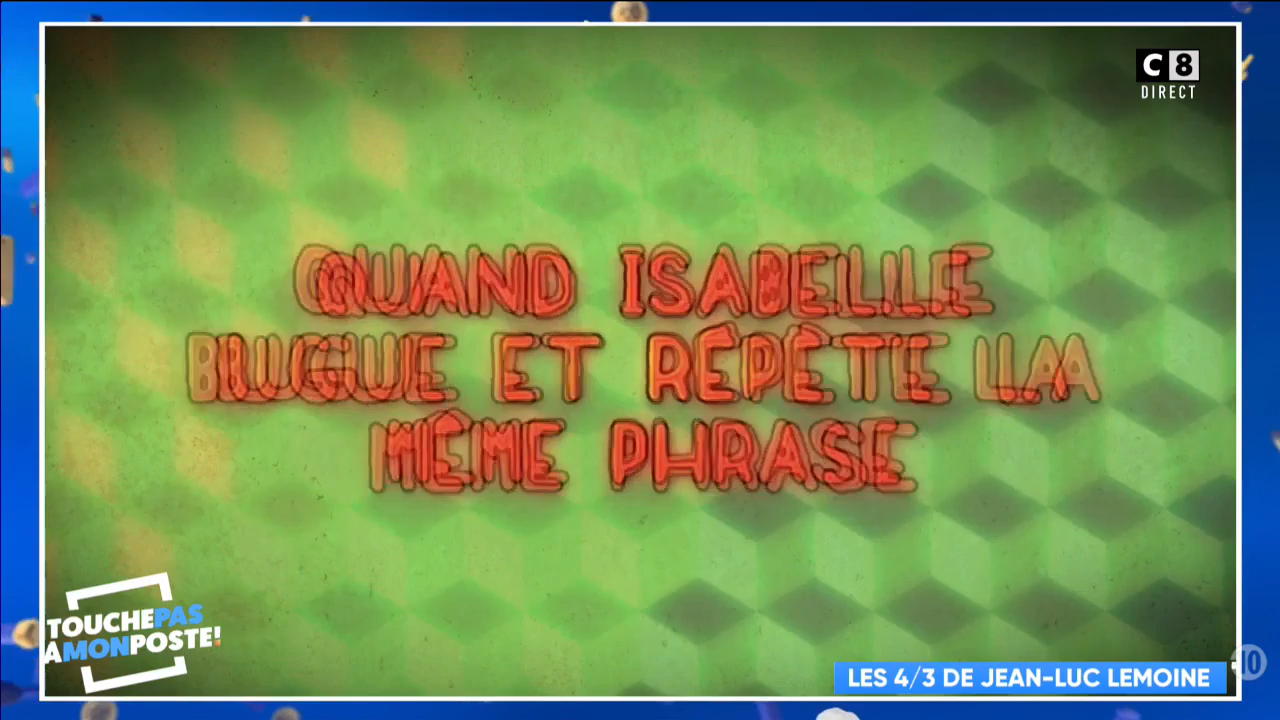 C8
DIRECT
QUAND ISABELLE
BUGUE ET RÉPÈTE LA
MÊME PHRASE
TOUCHE PAS
À MON POSTE!
-10
LES 4/3 DE JEAN-LUC LEMOINE